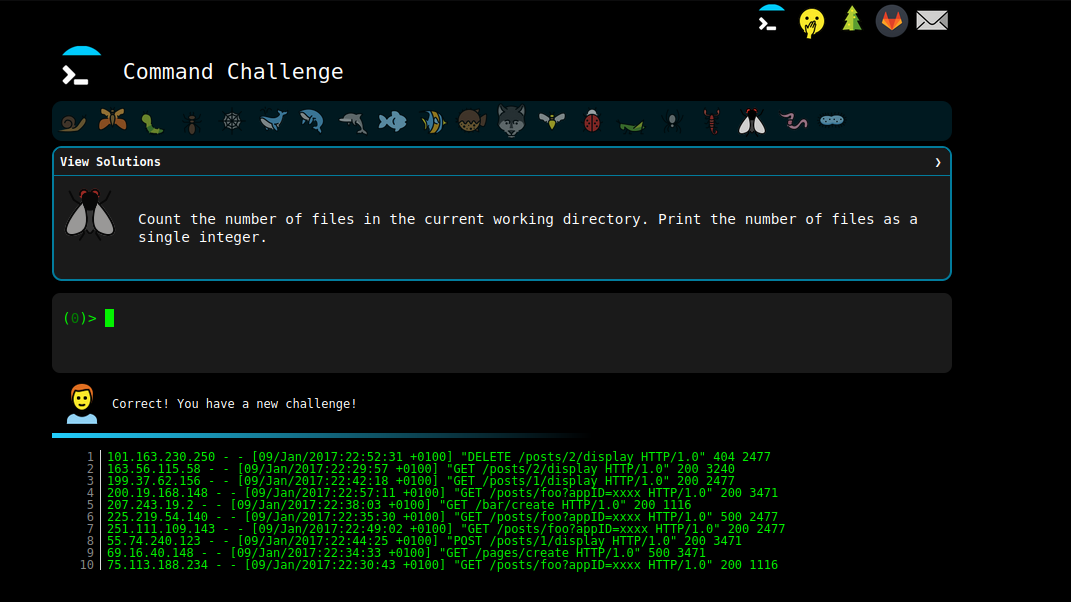 Command Challenge
View Solutions ❯
Count the number of files in the current working directory. Print the number of files as a
single integer.
(0)>
Correct! You have a new challenge!
1 101.163.230.250 - - [09/Jan/2017:22:52:31 +0100] "DELETE /posts/2/display HTTP/1.0" 404 2477
2 163.56.115.58 - - [09/Jan/2017:22:29:57 +0100] "GET /posts/2/display HTTP/1.0" 200 3240
3 199.37.62.156 - - [09/Jan/2017:22:42:18 +0100] "GET /posts/1/display HTTP/1.0" 200 2477
4 200.19.168.148 - - [09/Jan/2017:22:57:11 +0100] "GET /posts/foo?appID=xxxx HTTP/1.0" 200 3471
5 207.243.19.2 - - [09/Jan/2017:22:38:03 +0100] "GET /bar/create HTTP/1.0" 200 1116
6 225.219.54.140 - - [09/Jan/2017:22:35:30 +0100] "GET /posts/foo?appID=xxxx HTTP/1.0" 500 2477
7 251.111.109.143 - - [09/Jan/2017:22:49:02 +0100] "GET /posts/foo?appID=xxxx HTTP/1.0" 200 2477
8 55.74.240.123 - - [09/Jan/2017:22:44:25 +0100] "POST /posts/1/display HTTP/1.0" 200 3471
9 69.16.40.148 - - [09/Jan/2017:22:34:33 +0100] "GET /pages/create HTTP/1.0" 500 3471
10 75.113.188.234 - - [09/Jan/2017:22:30:43 +0100] "GET /posts/foo?appID=xxxx HTTP/1.0" 200 1116